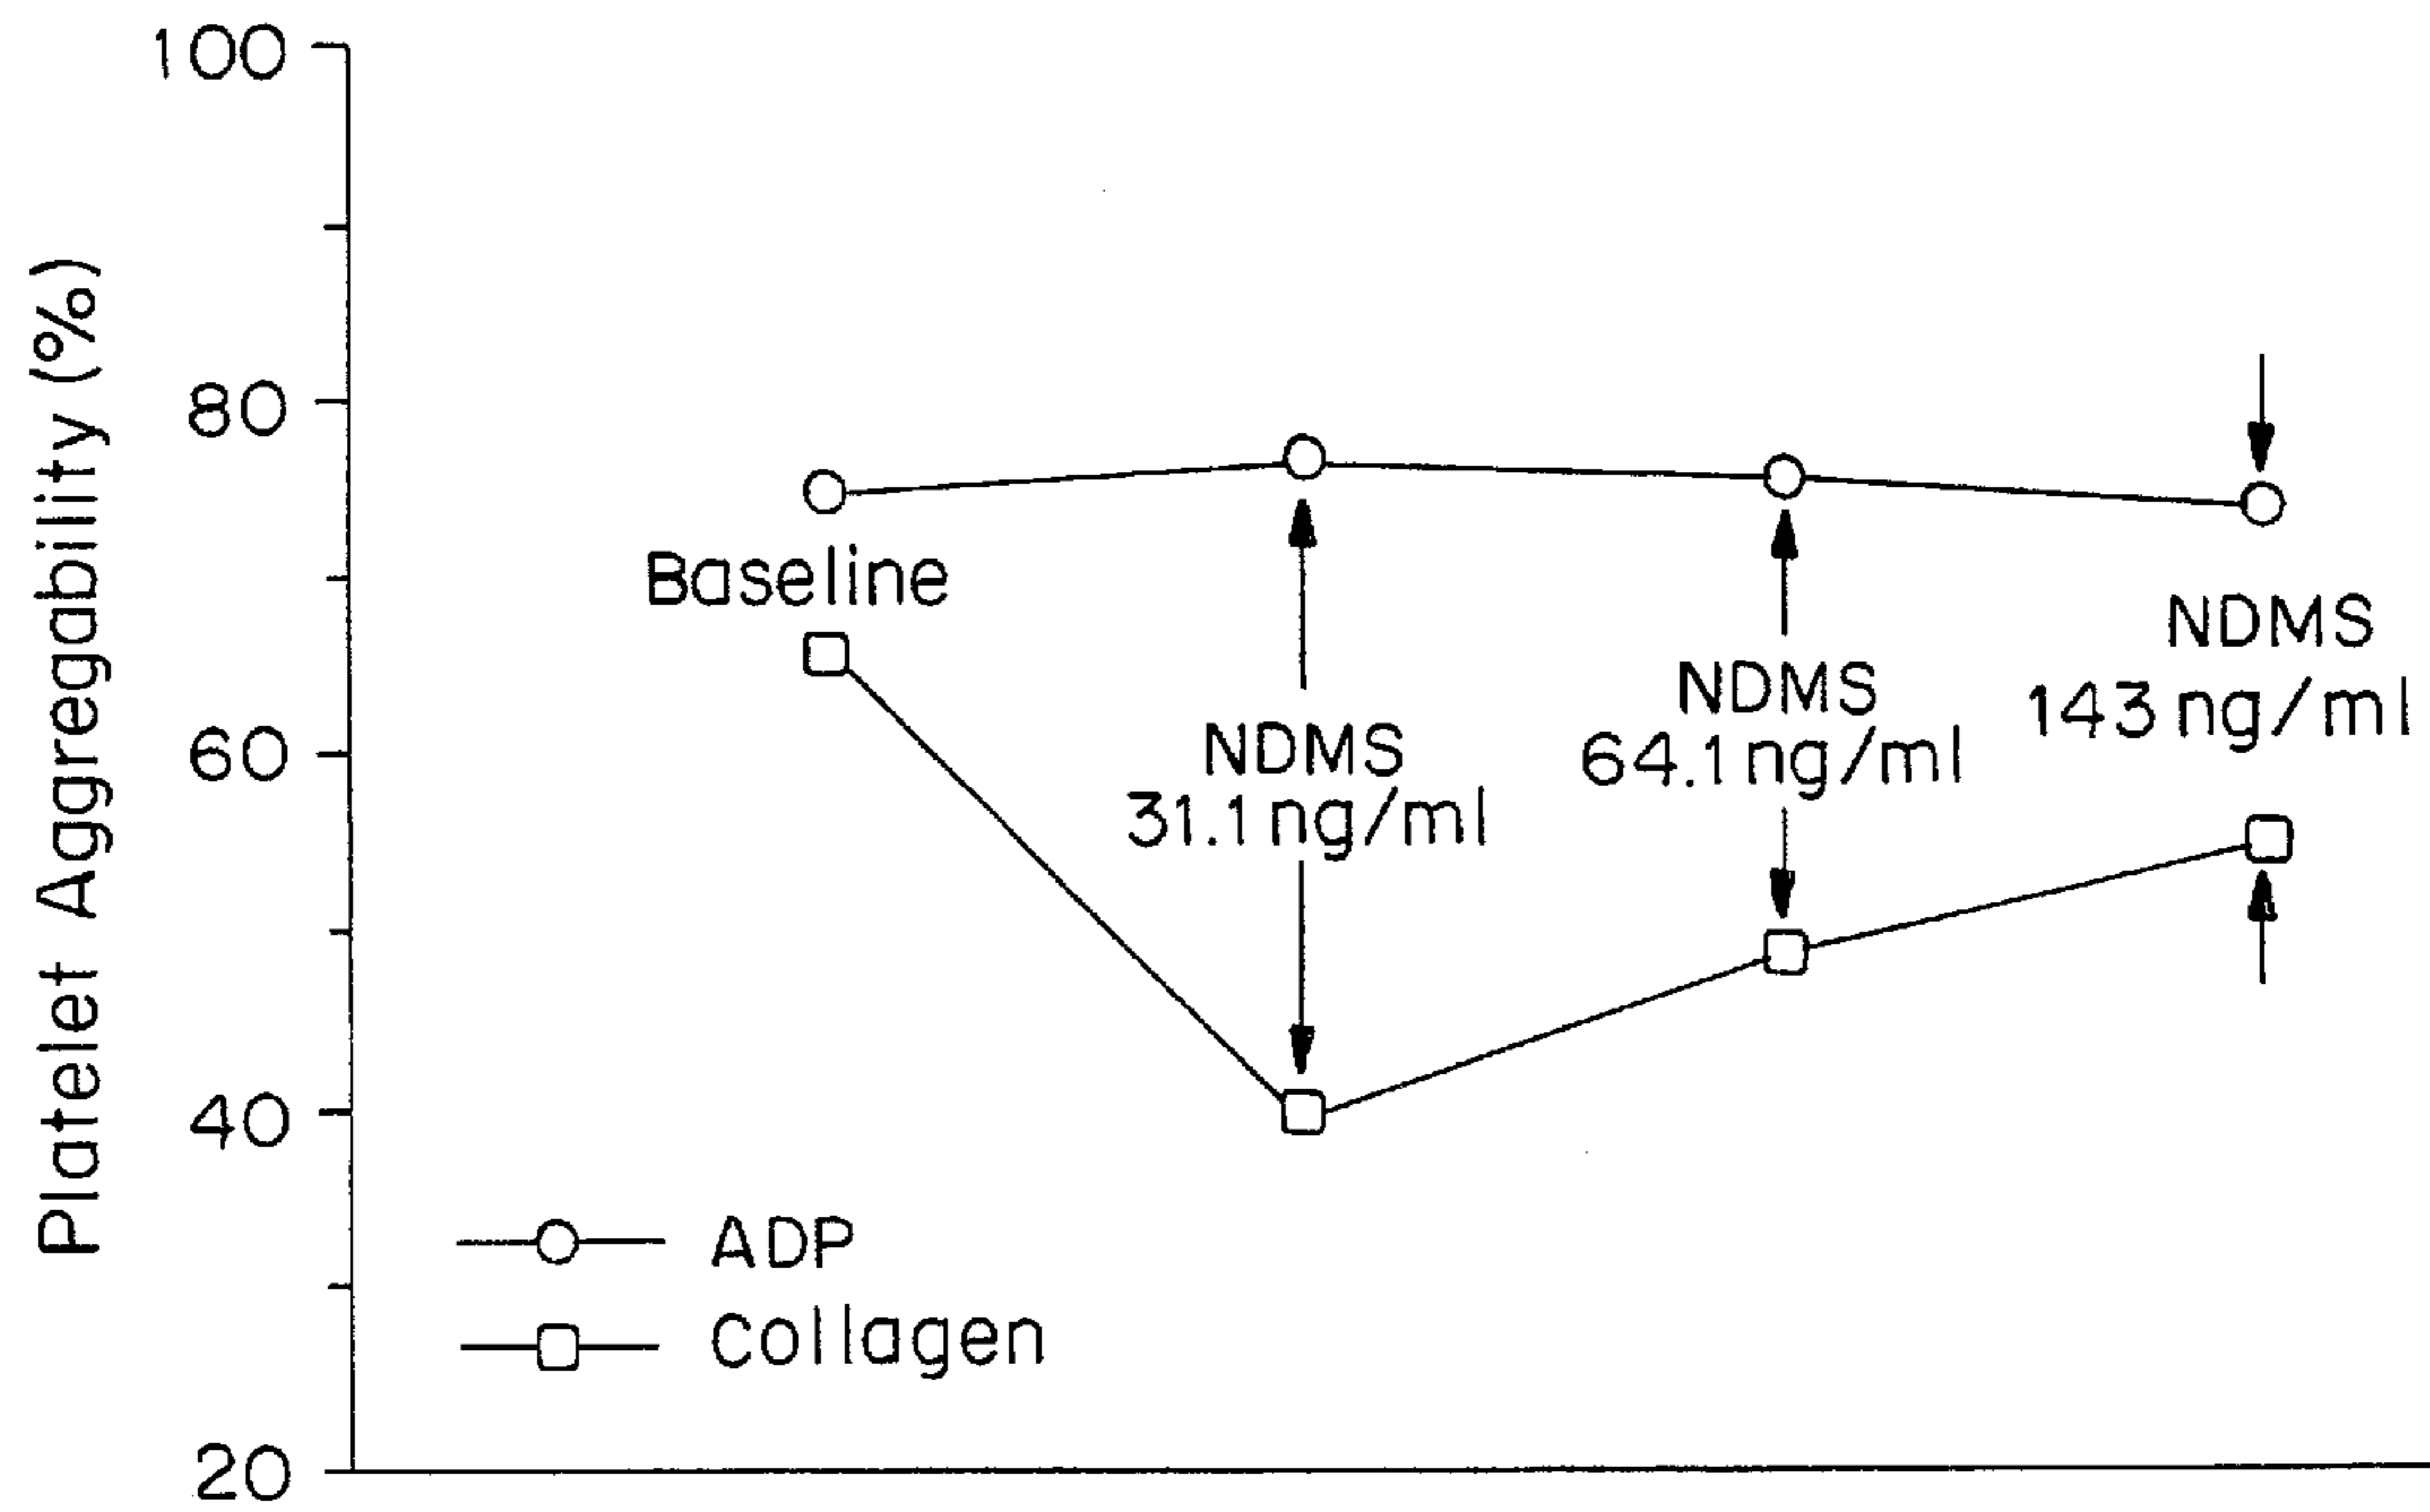 Platelet Aggregability (%)
100
80
60
40
20
Baseline
NDMS
31.1 ng/ml
NDMS
64.1 ng/ml
NDMS
143 ng/ml
ADP
Collagen